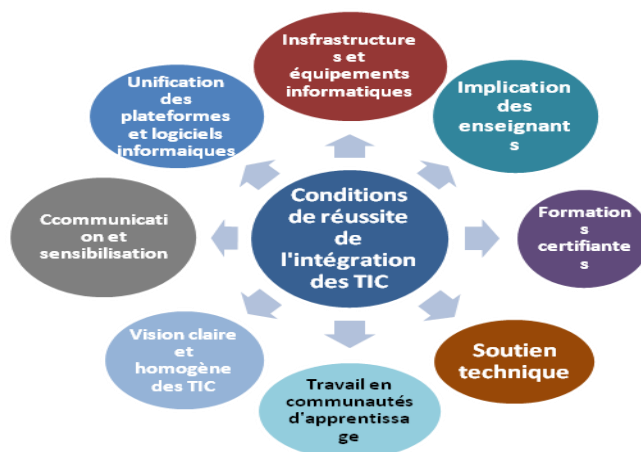 Insfrastructure
s et
équipements
informatiques
Implication
des
enseignant
s
Formation
s
certifiante
s
Soutien
technique
Travail en
communautés
d'apprentissa
ge
Vision claire
et
homogène
des TIC
Ccommunicati
on et
sensibilisation
Unification
des
plateformes
et logiciels
informaiques
Conditions
de réussite
de
l'intégration
des TIC